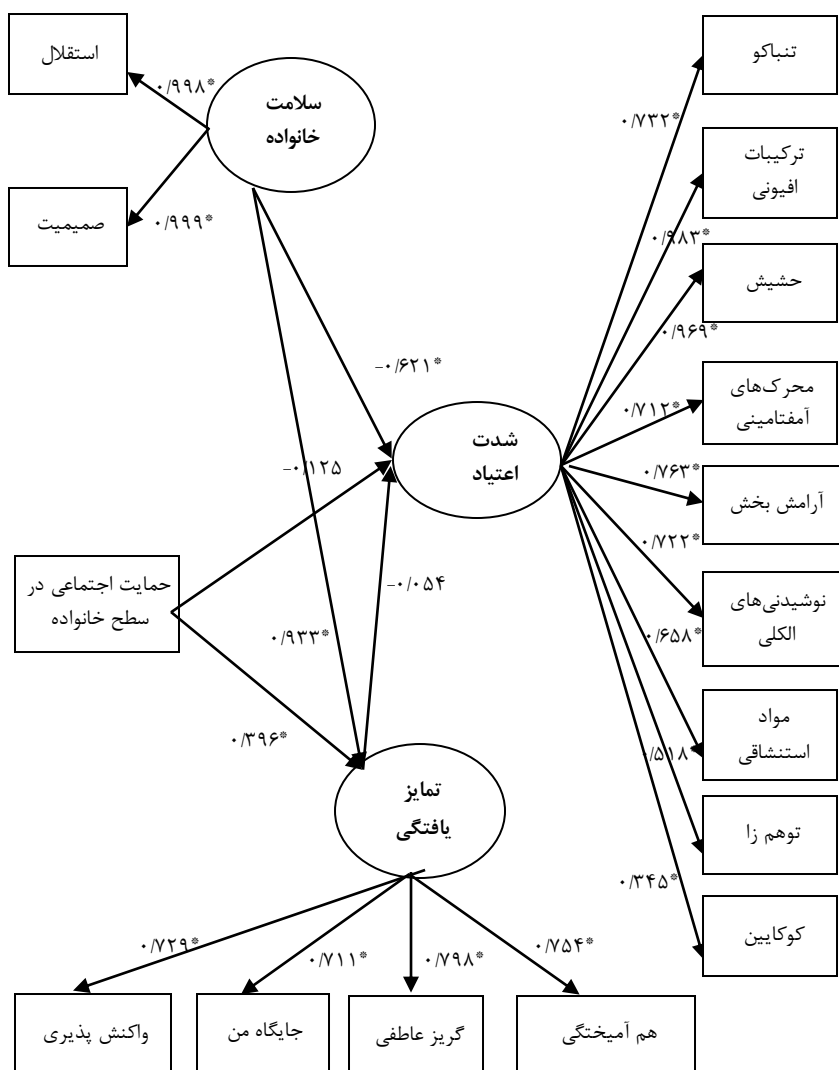 استقلال
صمیمیت
سلامت
خانواده
۰/۹۹۸*
۰/۹۹۹*
تنباکو
ترکیبات
افیونی
حشیش
محرک‌های
آمفتامینی
آرامش بخش
نوشیدنی‌های
الکلی
مواد
استنشاقی
توهم زا
کوکایین
۰/۷۳۲*
۰/۹۸۳*
۰/۹۶۹*
۰/۷۱۲*
۰/۷۶۳*
۰/۷۲۲*
۰/۶۵۸*
۰/۵۱۸*
۰/۳۴۵*
شدت
اعتیاد
-۰/۶۲۱*
-۰/۱۲۵
-۰/۰۵۴
حمایت اجتماعی در
سطح خانواده
۰/۹۳۳*
۰/۳۹۶*
تمایز
یافتگی
۰/۷۵۴*
۰/۷۹۸*
۰/۷۱۱*
۰/۷۲۹*
هم آمیختگی
گریز عاطفی
جایگاه من
واکنش پذیری